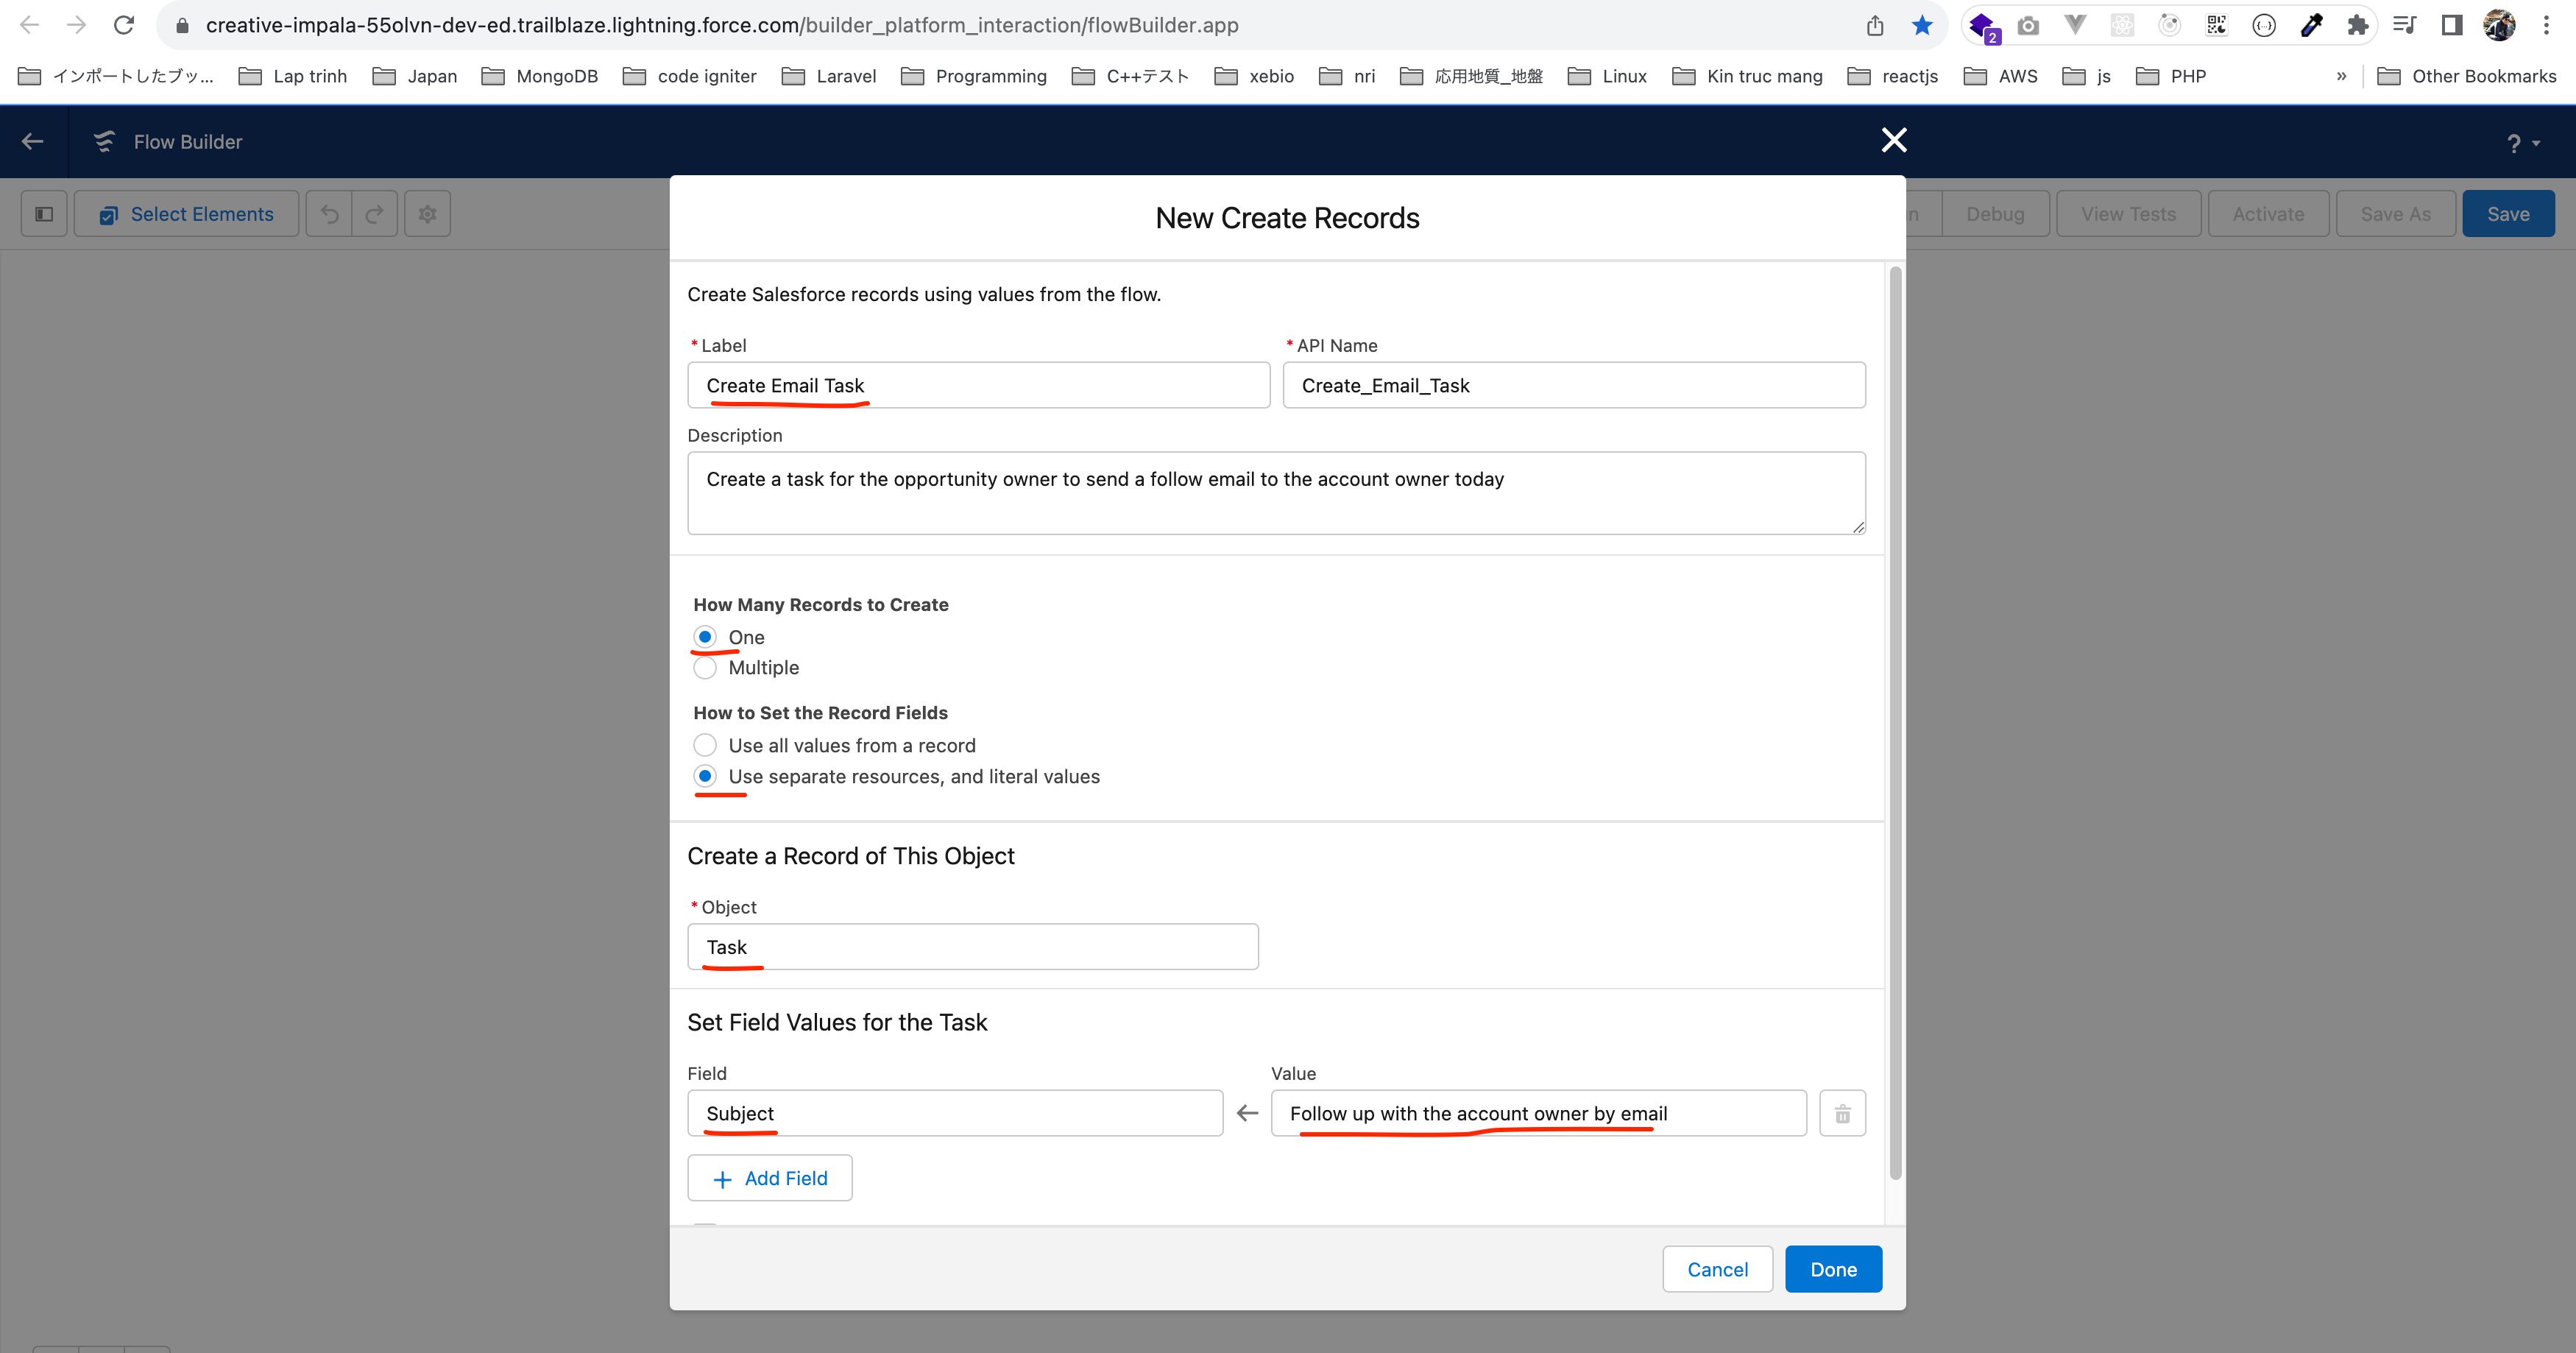 creative-impala-55olvn-dev-ed.trailblaze.lightning.force.com/builder_platform_interaction/flowBuilder.app
2
インポートしたブッ... Lap trinh Japan MongoDB code igniter Laravel Programming C++テスト xebio nri 応用地質_地盤 Linux Kin truc mang reactjs AWS js PHP » Other Bookmarks
Flow Builder ?
Select Elements n Debug View Tests Activate Save As Save
New Create Records
Create Salesforce records using values from the flow.
* Label * API Name
Create Email Task Create_Email_Task
Description
Create a task for the opportunity owner to send a follow email to the account owner today
How Many Records to Create
One
Multiple
How to Set the Record Fields
Use all values from a record
Use separate resources, and literal values
Create a Record of This Object
* Object
Task
Set Field Values for the Task
Field Value
Subject Follow up with the account owner by email
+ Add Field
Cancel Done